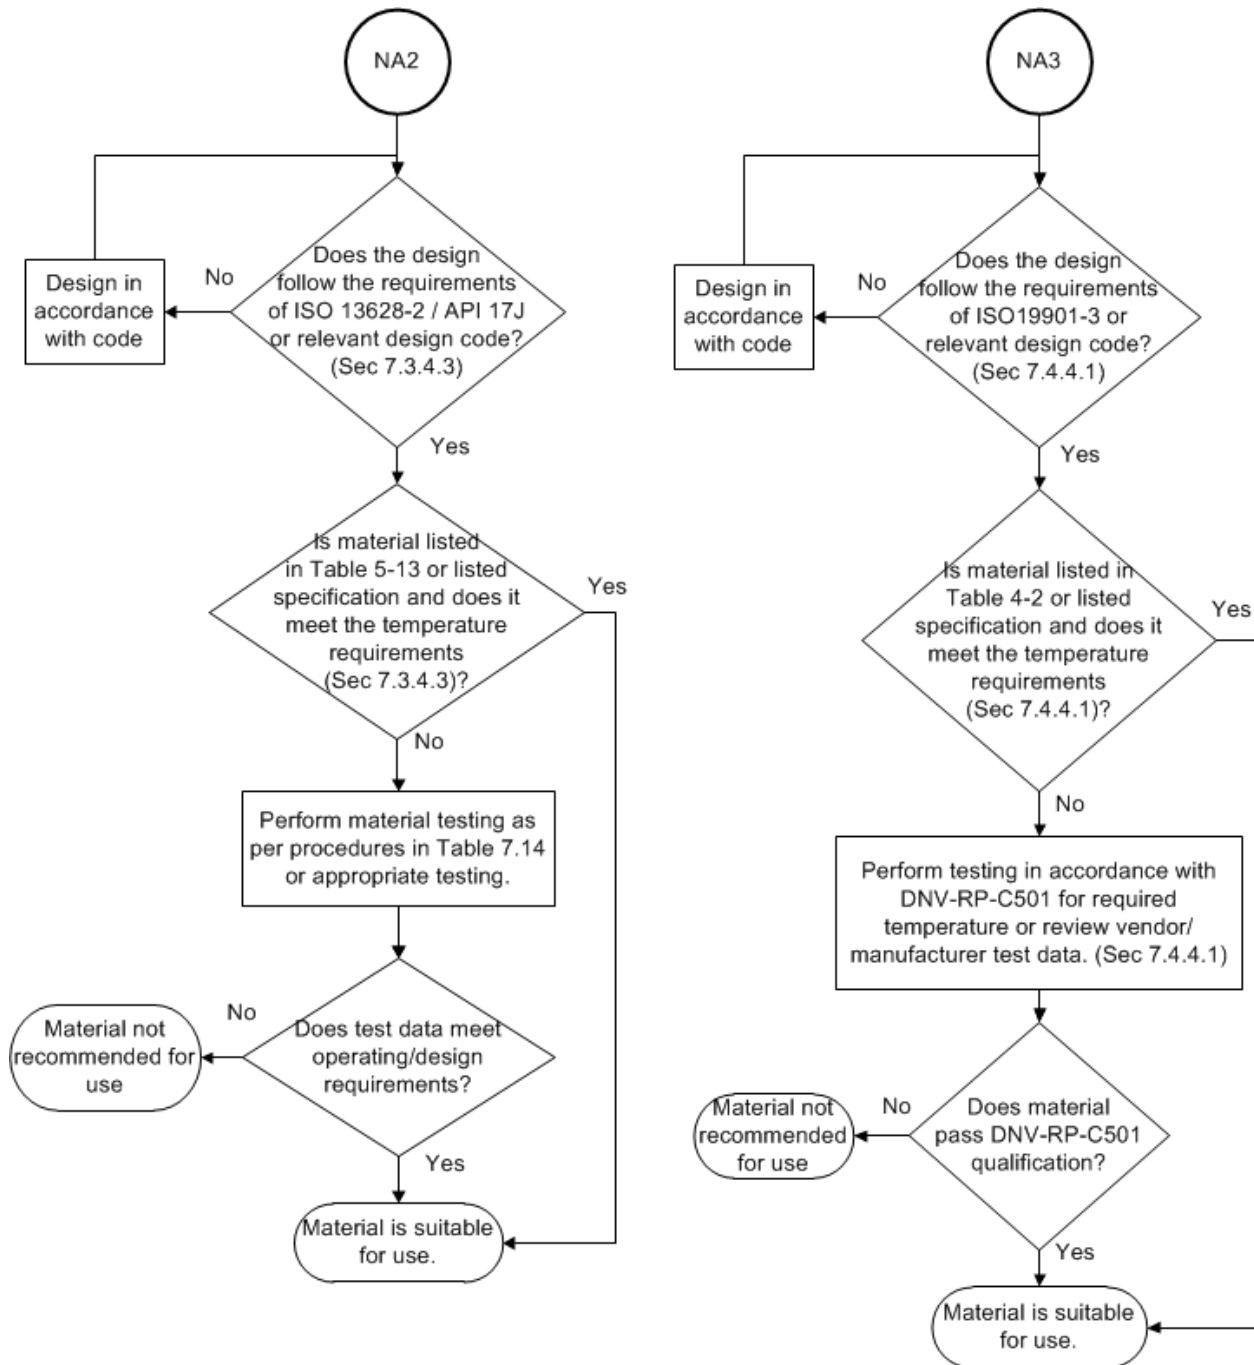 NA2
Does the design
follow the requirements
of ISO 13628-2 / API 17J
or relevant design code?
(Sec 7.3.4.3)
No
Design in
accordance
with code
Yes
Is material listed
in Table 5-13 or listed
specification and does it
meet the temperature
requirements
(Sec 7.3.4.3)?
Yes
No
Perform material testing as
per procedures in Table 7.14
or appropriate testing.
Does test data meet
operating/design
requirements?
No
Material not
recommended for
use
Yes
Material is suitable
for use.
NA3
Does the design
follow the requirements
of ISO19901-3 or
relevant design code?
(Sec 7.4.4.1)
No
Design in
accordance
with code
Yes
Is material listed in
Table 4-2 or listed
specification and does it
meet the temperature
requirements
(Sec 7.4.4.1)?
Yes
No
Perform testing in accordance with
DNV-RP-C501 for required
temperature or review vendor/
manufacturer test data. (Sec 7.4.4.1)
Does material
pass DNV-RP-C501
qualification?
No
Material not
recommended
for use
Yes
Material is suitable
for use.